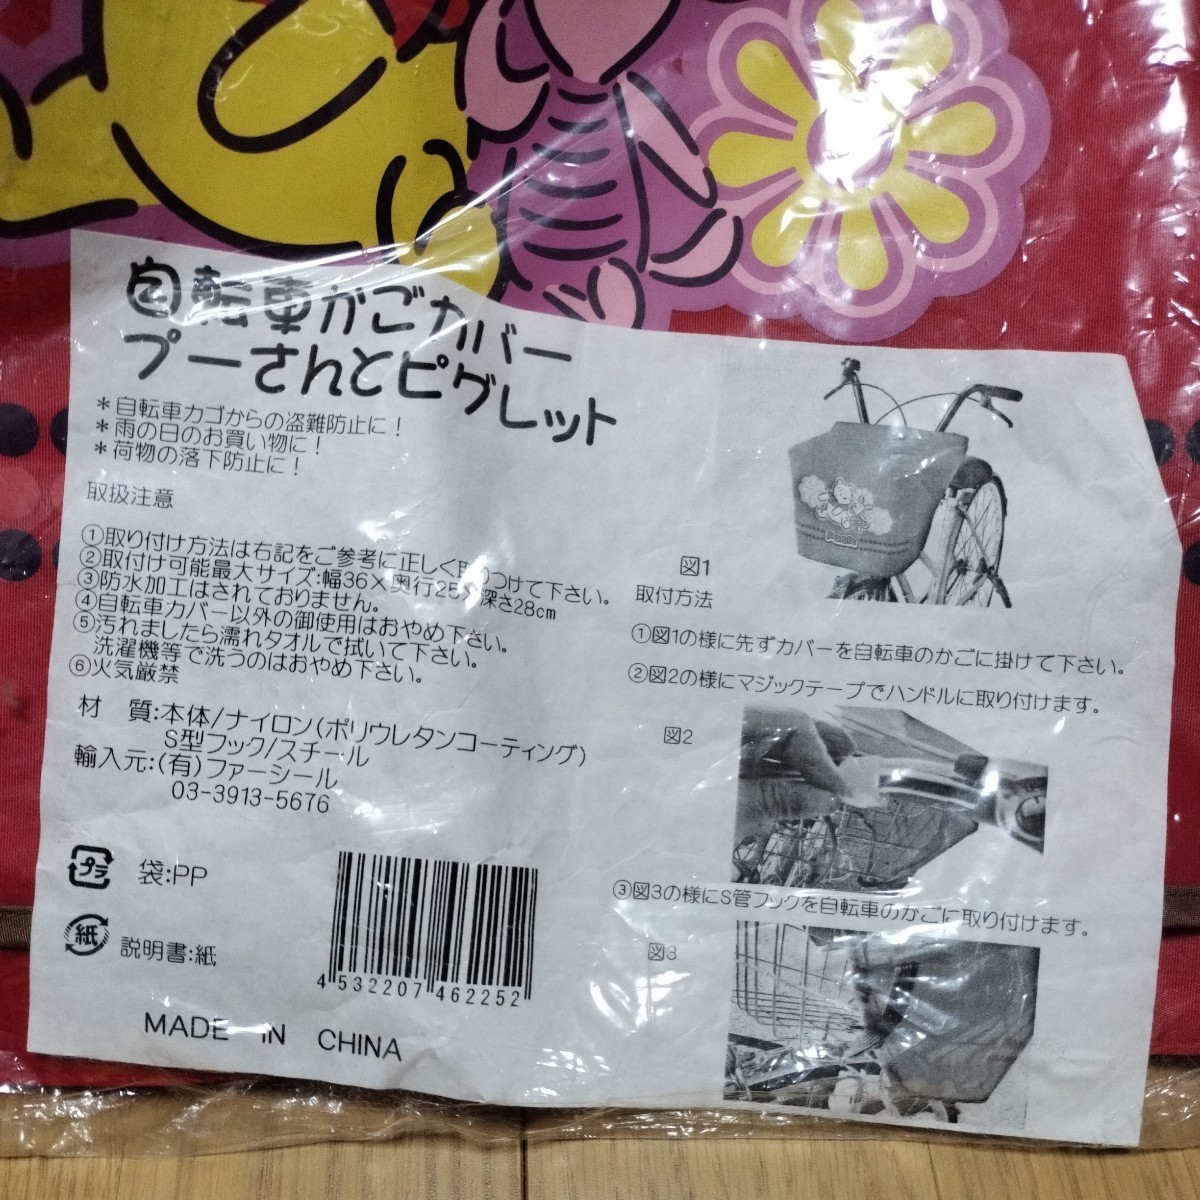 自転車かごカバー
プーさんとピグレット
＊自転車カゴからの盗難防止に！
＊雨の日のお買い物に！
＊荷物の落下防止に！
取扱注意
①取り付け方法は右記をご参考に正しく取りつけて下さい。
②取付け可能最大サイズ:幅36×奥行25×深さ28cm
③防水加工はされておりません。
④自転車カバー以外の御使用はおやめ下さい。
⑤汚れましたら濡れタオルで拭いて下さい。
洗濯機等で洗うのはおやめ下さい。
⑥火気厳禁
材　質:本体/ナイロン(ポリウレタンコーティング)
S型フック/スチール
輸入元:(有)ファーシール
03-3913-5676
プラ 袋:PP
紙 説明書:紙
4 532207 462252
MADE IN CHINA
Pooh
図1
取付方法
①図1の様に先ずカバーを自転車のかごに掛けて下さい。
②図2の様にマジックテープでハンドルに取り付けます。
図2
③図3の様にS管フックを自転車のかごに取り付けます。
図3